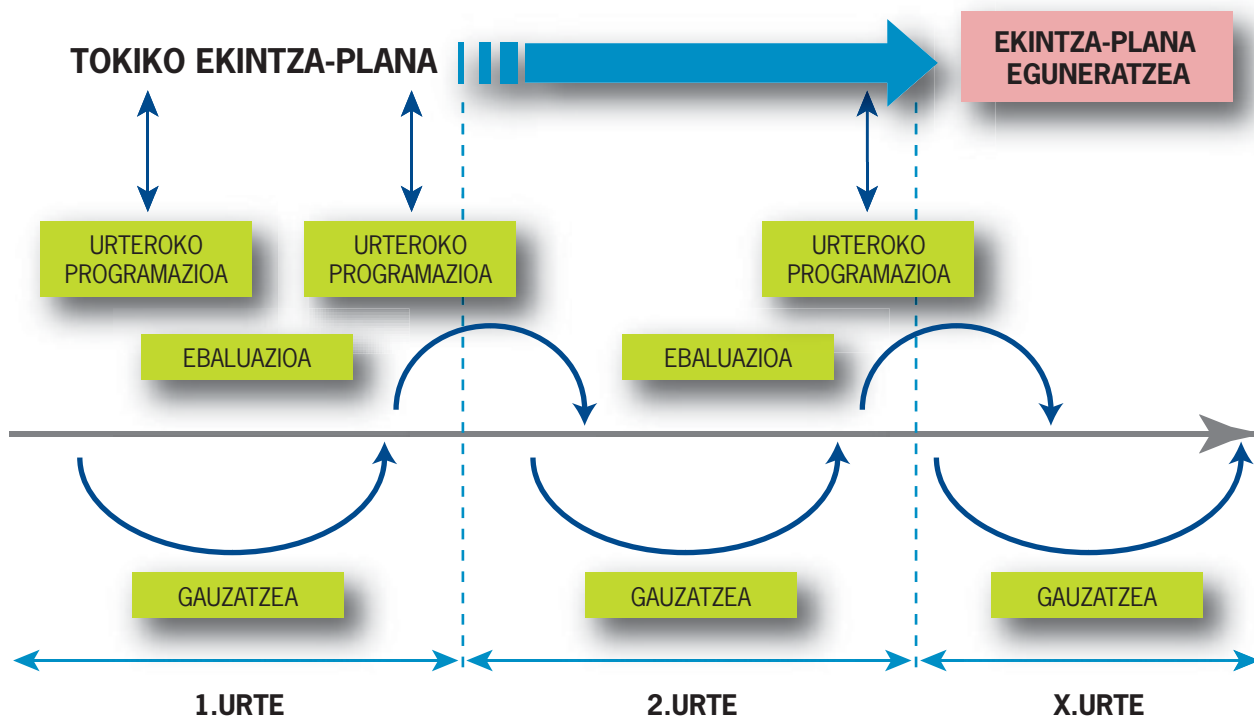 TOKIKO EKINTZA-PLANA
EKINTZA-PLANA
EGUNERATZEA
URTEROKO
PROGRAMAZIOA
URTEROKO
PROGRAMAZIOA
URTEROKO
PROGRAMAZIOA
EBALUAZIOA
EBALUAZIOA
GAUZATZEA
GAUZATZEA
GAUZATZEA
1.URTE
2.URTE
X.URTE